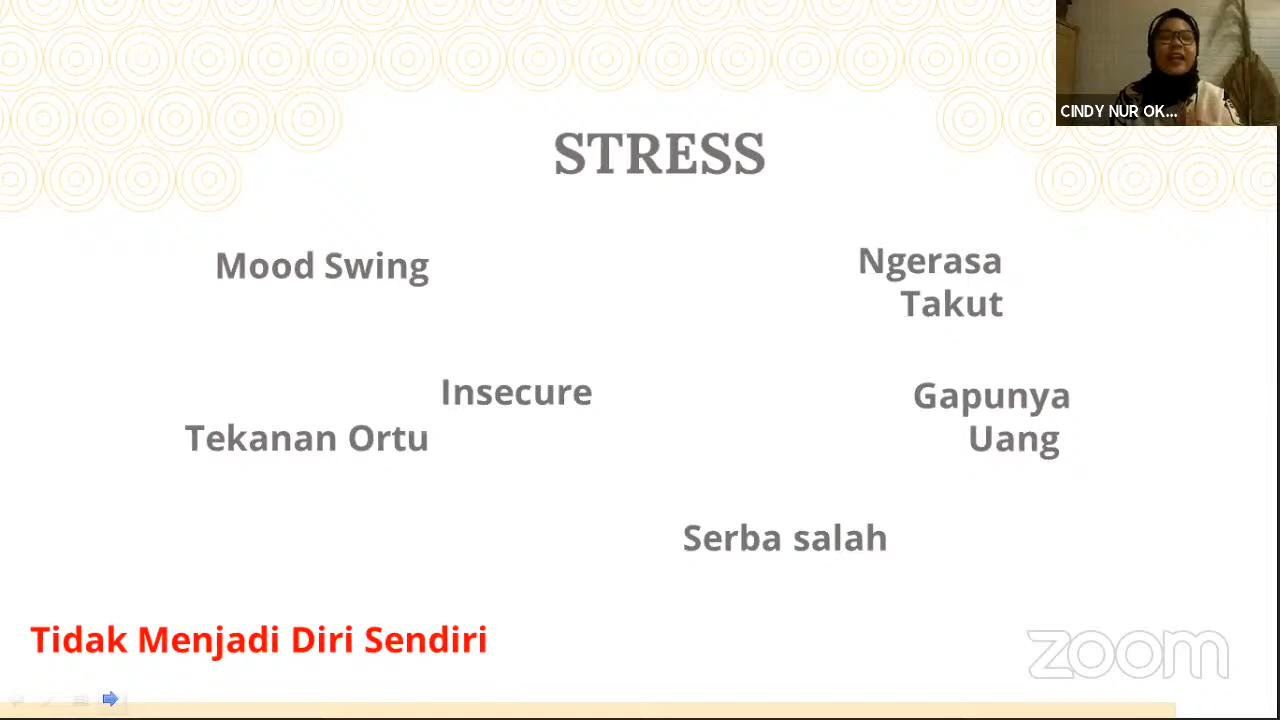 CINDY NUR OK...
STRESS
Mood Swing
Ngerasa
Takut
Insecure
Tekanan Ortu
Gapunya
Uang
Serba salah
Tidak Menjadi Diri Sendiri
zoom